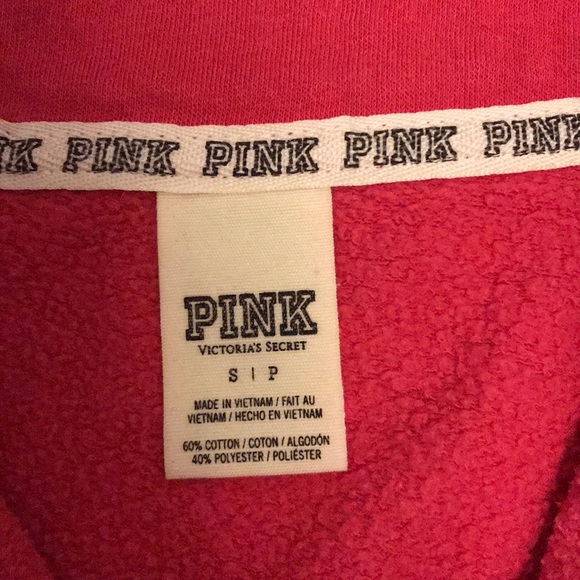 PINK PINK PINK PINK
PINK
VICTORIA'S SECRET
S | P
MADE IN VIETNAM / FAIT AU
VIETNAM / HECHO EN VIETNAM
60% COTTON / COTON / ALGODÓN
40% POLYESTER / POLIÉSTER